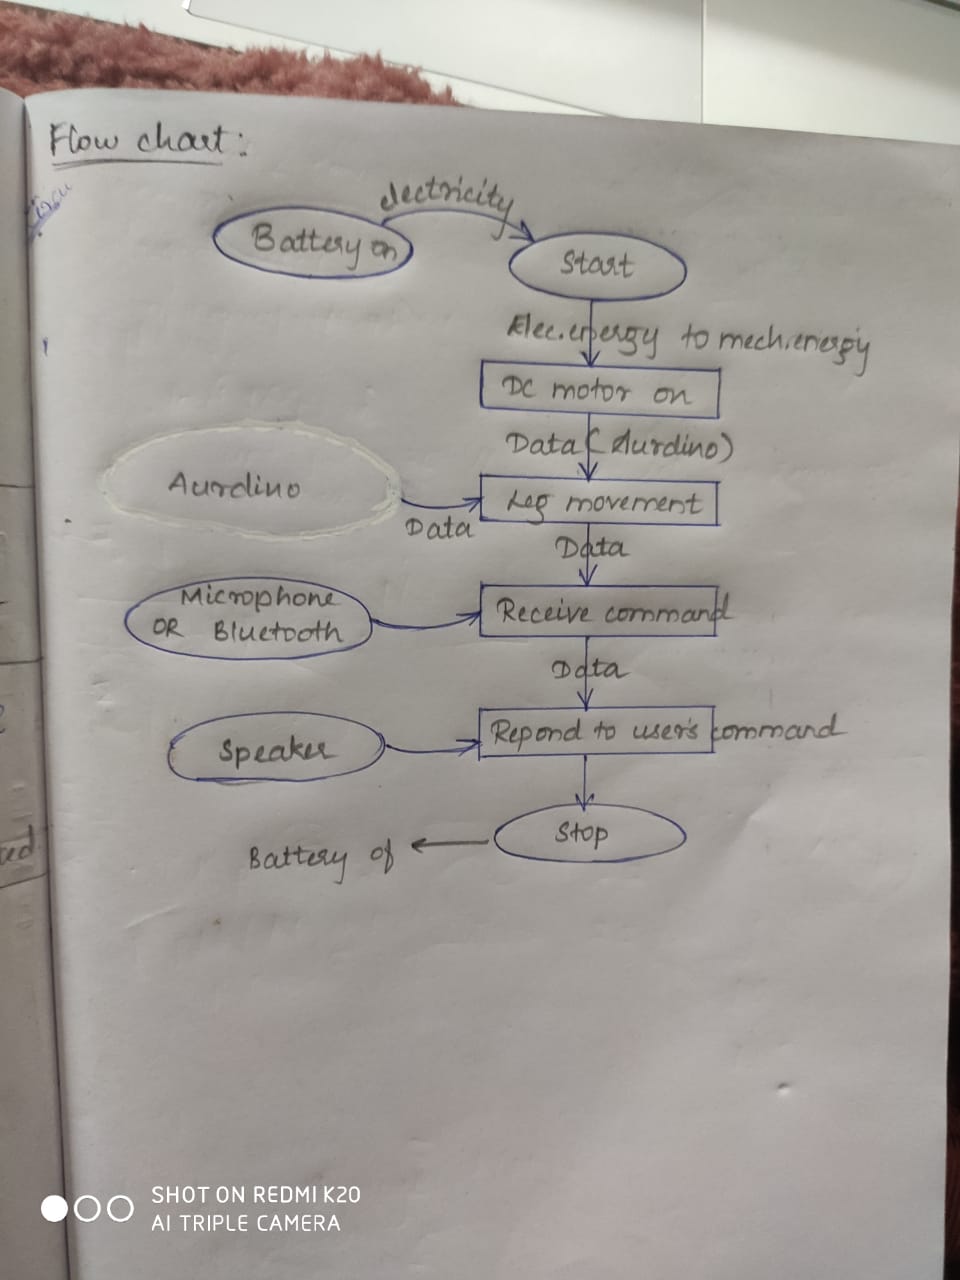 Flow chart:
electricity
Battery on
Start
Elec.energy to mech.energy
DC motor on
Data (Aurdino)
Aurdino
Leg movement
Data
Data
Microphone
OR Bluetooth
Receive command
Data
Speaker
Repond to user's command
Stop
Battery of
SHOT ON REDMI K20
AI TRIPLE CAMERA